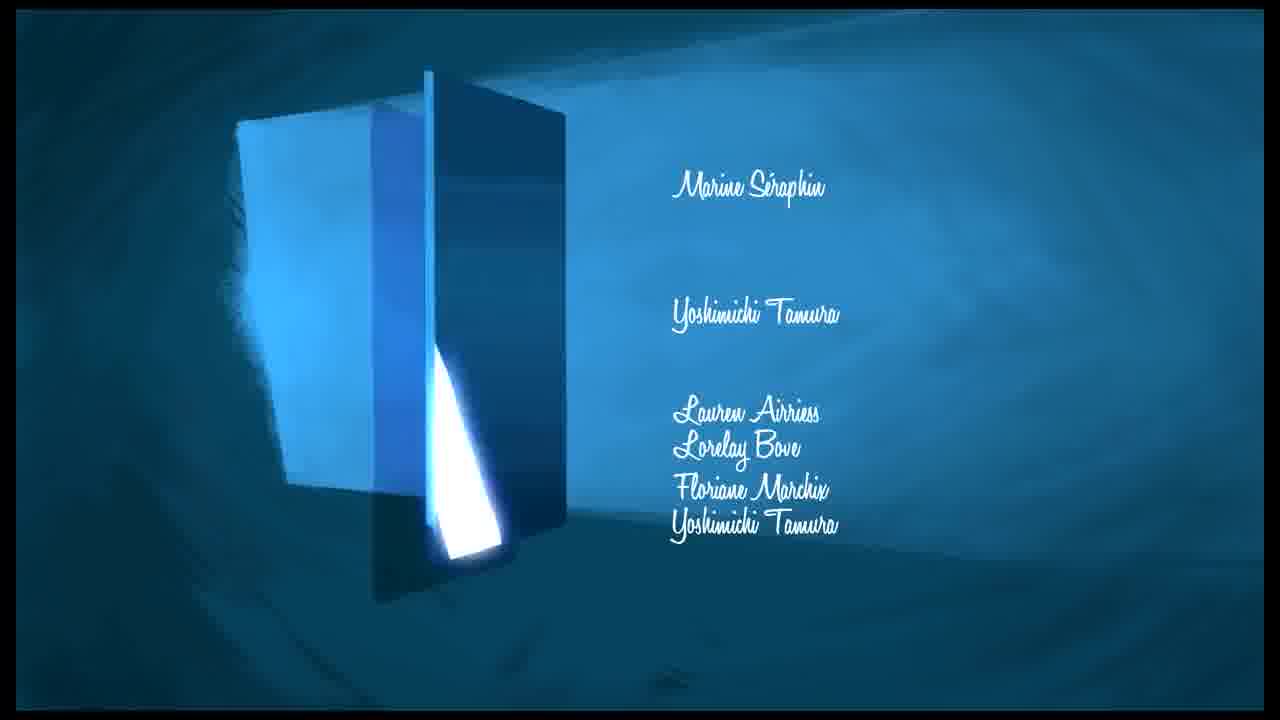 Marine Séraphin
Yoshimichi Tamura
Lauren Airriess
Lorelay Bove
Floriane Marchix
Yoshimichi Tamura